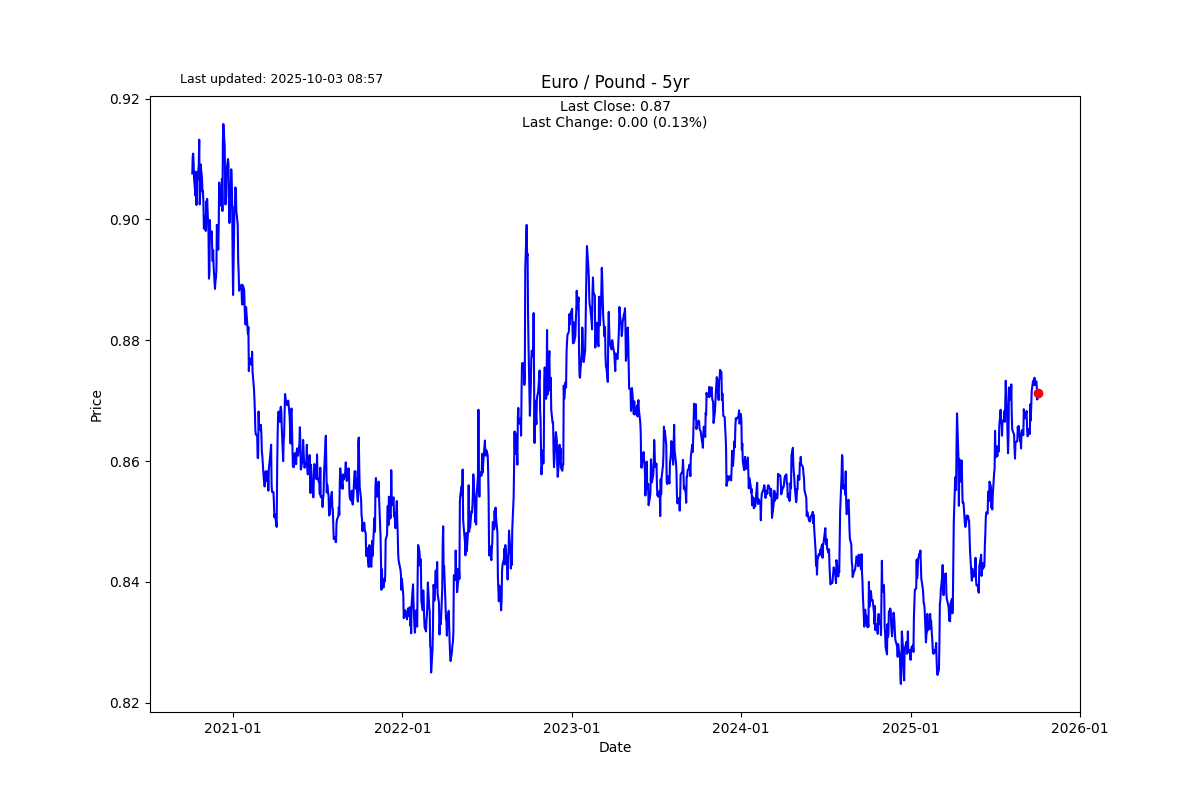 Last updated: 2025-10-03 08:57
Euro / Pound - 5yr
Last Close: 0.87
Last Change: 0.00 (0.13%)
0.92
0.90
0.88
0.86
0.84
0.82
Price
2021-01
2022-01
2023-01
2024-01
2025-01
2026-01
Date